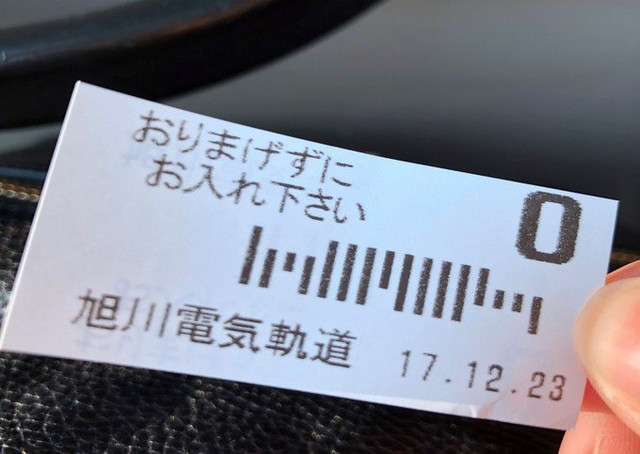 おりまげずに
お入れ下さい
0
旭川電気軌道
17.12.23